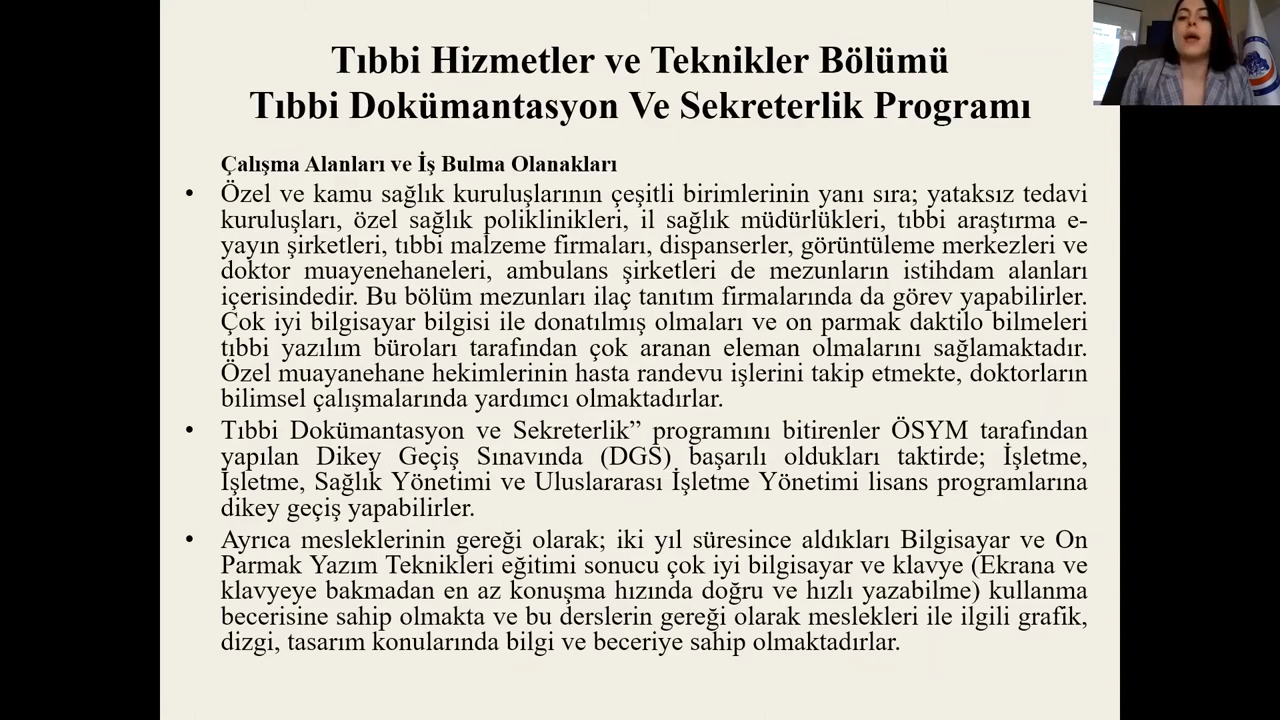 Tıbbi Hizmetler ve Teknikler Bölümü
Tıbbi Dokümantasyon Ve Sekreterlik Programı
Çalışma Alanları ve İş Bulma Olanakları
• Özel ve kamu sağlık kuruluşlarının çeşitli birimlerinin yanı sıra; yataksız tedavi
kuruluşları, özel sağlık poliklinikleri, il sağlık müdürlükleri, tıbbi araştırma e-
yayın şirketleri, tıbbi malzeme firmaları, dispanserler, görüntüleme merkezleri ve
doktor muayenehaneleri, ambulans şirketleri de mezunların istihdam alanları
içerisindedir. Bu bölüm mezunları ilaç tanıtım firmalarında da görev yapabilirler.
Çok iyi bilgisayar bilgisi ile donatılmış olmaları ve on parmak daktilo bilmeleri
tıbbi yazılım büroları tarafından çok aranan eleman olmalarını sağlamaktadır.
Özel muayanehane hekimlerinin hasta randevu işlerini takip etmekte, doktorların
bilimsel çalışmalarında yardımcı olmaktadırlar.
• Tıbbi Dokümantasyon ve Sekreterlik” programını bitirenler ÖSYM tarafından
yapılan Dikey Geçiş Sınavında (DGS) başarılı oldukları taktirde; İşletme,
İşletme, Sağlık Yönetimi ve Uluslararası İşletme Yönetimi lisans programlarına
dikey geçiş yapabilirler.
• Ayrıca mesleklerinin gereği olarak; iki yıl süresince aldıkları Bilgisayar ve On
Parmak Yazım Teknikleri eğitimi sonucu çok iyi bilgisayar ve klavye (Ekrana ve
klavyeye bakmadan en az konuşma hızında doğru ve hızlı yazabilme) kullanma
becerisine sahip olmakta ve bu derslerin gereği olarak meslekleri ile ilgili grafik,
dizgi, tasarım konularında bilgi ve beceriye sahip olmaktadırlar.